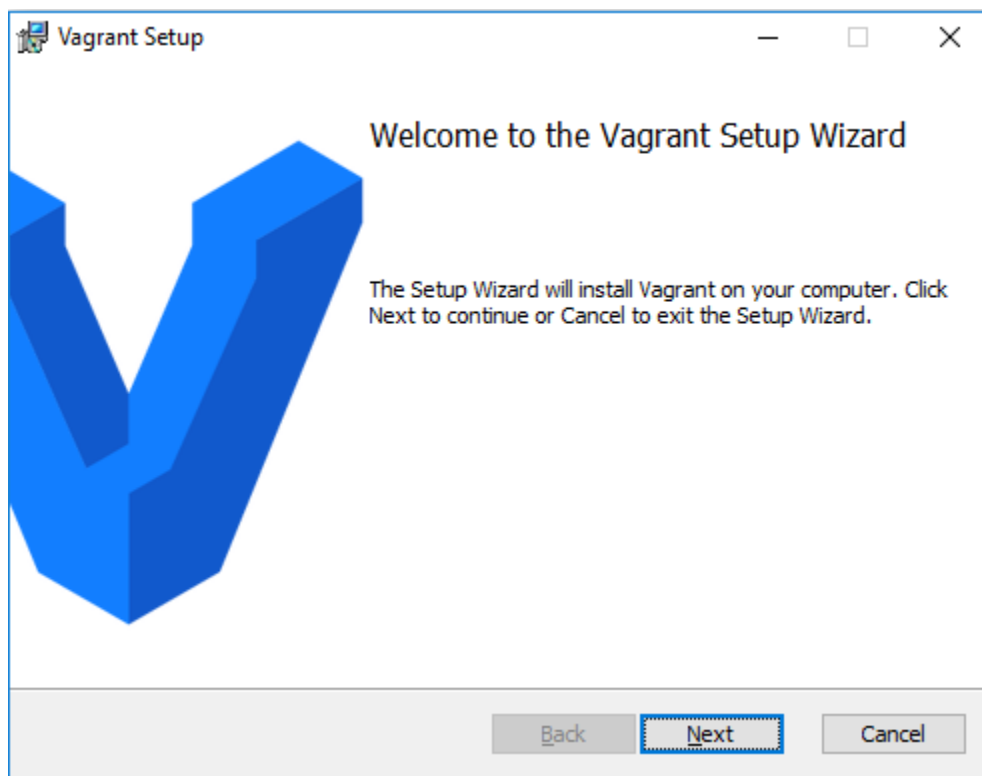 Vagrant Setup
Welcome to the Vagrant Setup Wizard
The Setup Wizard will install Vagrant on your computer. Click
Next to continue or Cancel to exit the Setup Wizard.
Back Next Cancel